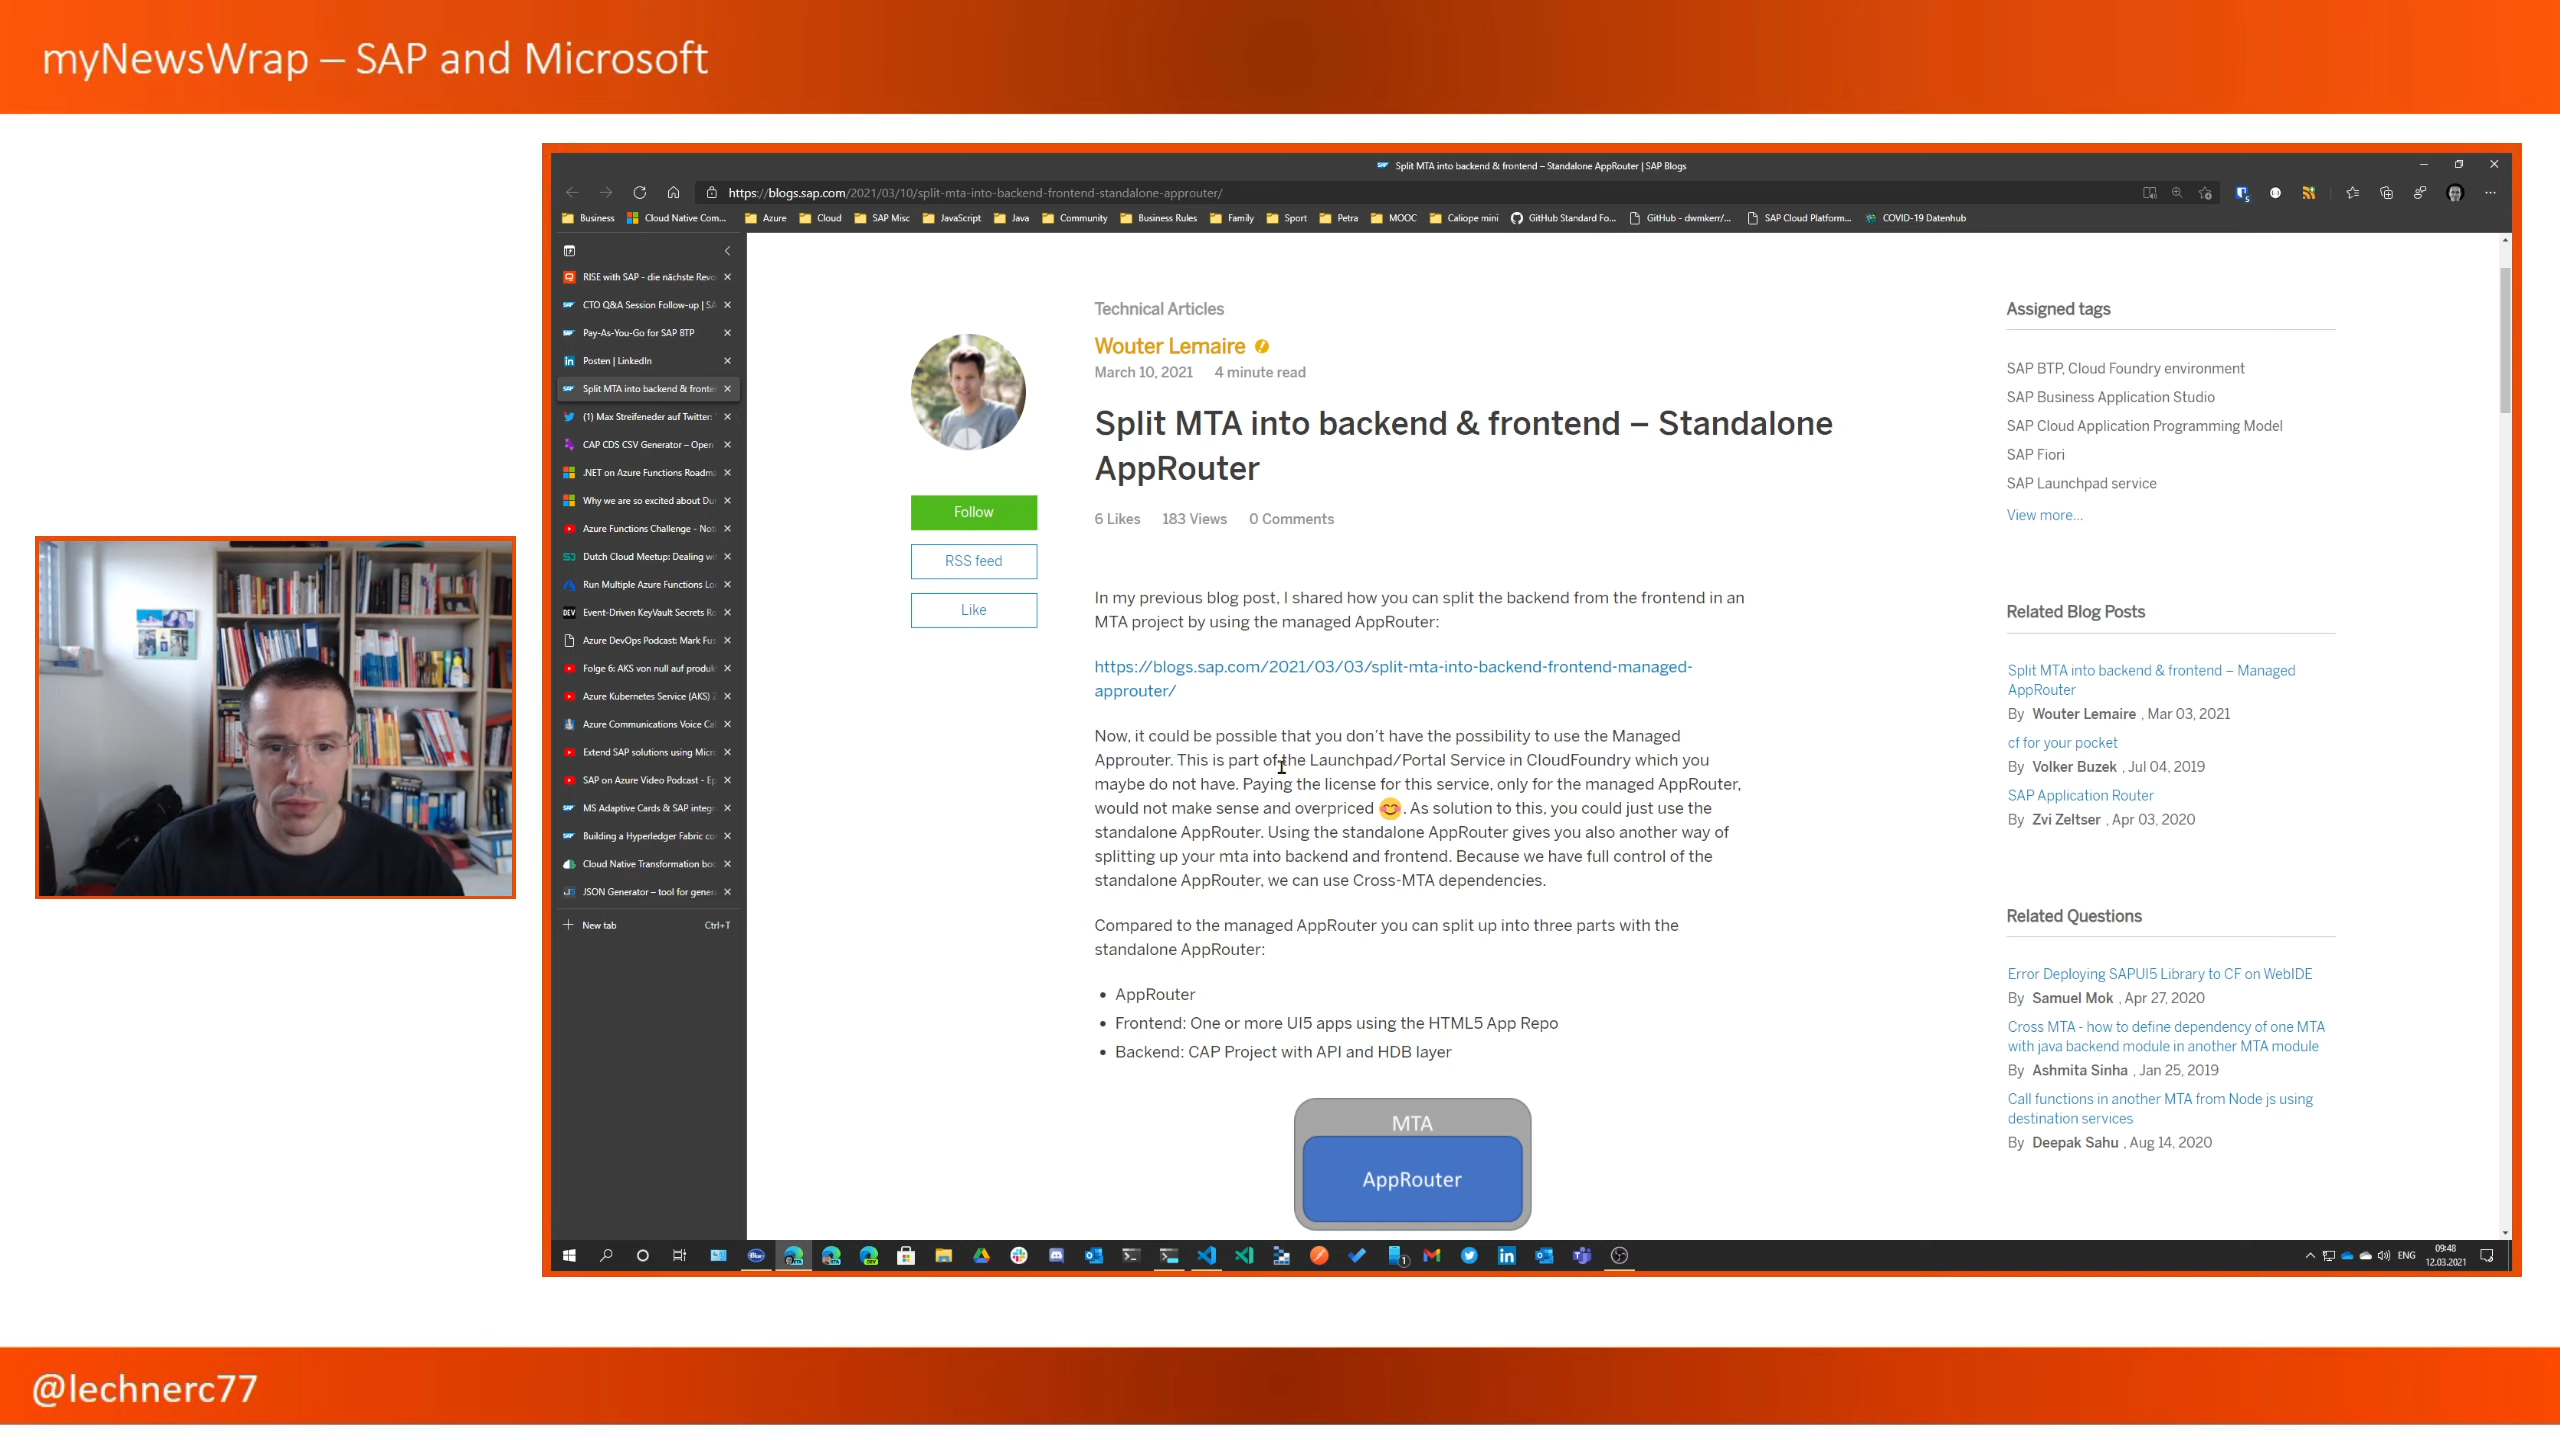 myNewsWrap – SAP and Microsoft
Split MTA into backend & frontend – Standalone AppRouter | SAP Blogs
https://blogs.sap.com/2021/03/10/split-mta-into-backend-frontend-standalone-approuter/
Business
Cloud Native Com...
Azure
Cloud
SAP Misc
JavaScript
Java
Community
Business Rules
Family
Sport
Petra
MOOC
Caliope mini
GitHub Standard Fo...
GitHub - dwmkerr/...
SAP Cloud Platform...
COVID-19 Datenhub
RISE with SAP - die nächste Revo
CTO Q&A Session Follow-up | SA
Pay-As-You-Go for SAP BTP
Posten | LinkedIn
Split MTA into backend & fronte
(1) Max Streifeneder auf Twitter:
CAP CDS CSV Generator – Open
.NET on Azure Functions Roadma
Why we are so excited about Du
Azure Functions Challenge - Not
Dutch Cloud Meetup: Dealing wi
Run Multiple Azure Functions Lo
DEV Event-Driven KeyVault Secrets Ro
Azure DevOps Podcast: Mark Fus
Folge 6: AKS von null auf produk
Azure Kubernetes Service (AKS)
Azure Communications Voice Ca
Extend SAP solutions using Micro
SAP on Azure Video Podcast - Ep
MS Adaptive Cards & SAP integr
Building a Hyperledger Fabric co
Cloud Native Transformation boo
JSON Generator – tool for gener
New tab Ctrl+T
Technical Articles
Wouter Lemaire
March 10, 2021 4 minute read
Split MTA into backend & frontend – Standalone
AppRouter
6 Likes 183 Views 0 Comments
Follow
RSS feed
Like
In my previous blog post, I shared how you can split the backend from the frontend in an
MTA project by using the managed AppRouter:
https://blogs.sap.com/2021/03/03/split-mta-into-backend-frontend-managed-
approuter/
Now, it could be possible that you don't have the possibility to use the Managed
Approuter. This is part of the Launchpad/Portal Service in CloudFoundry which you
maybe do not have. Paying the license for this service, only for the managed AppRouter,
would not make sense and overpriced 😊. As solution to this, you could just use the
standalone AppRouter. Using the standalone AppRouter gives you also another way of
splitting up your mta into backend and frontend. Because we have full control of the
standalone AppRouter, we can use Cross-MTA dependencies.
Compared to the managed AppRouter you can split up into three parts with the
standalone AppRouter:
• AppRouter
• Frontend: One or more UI5 apps using the HTML5 App Repo
• Backend: CAP Project with API and HDB layer
MTA
AppRouter
Assigned tags
SAP BTP, Cloud Foundry environment
SAP Business Application Studio
SAP Cloud Application Programming Model
SAP Fiori
SAP Launchpad service
View more...
Related Blog Posts
Split MTA into backend & frontend – Managed
AppRouter
By Wouter Lemaire , Mar 03, 2021
cf for your pocket
By Volker Buzek , Jul 04, 2019
SAP Application Router
By Zvi Zeltser , Apr 03, 2020
Related Questions
Error Deploying SAPUI5 Library to CF on WebIDE
By Samuel Mok , Apr 27, 2020
Cross MTA - how to define dependency of one MTA
with java backend module in another MTA module
By Ashmita Sinha , Jan 25, 2019
Call functions in another MTA from Node js using
destination services
By Deepak Sahu , Aug 14, 2020
ENG
09:48
12.03.2021
@lechnerc77